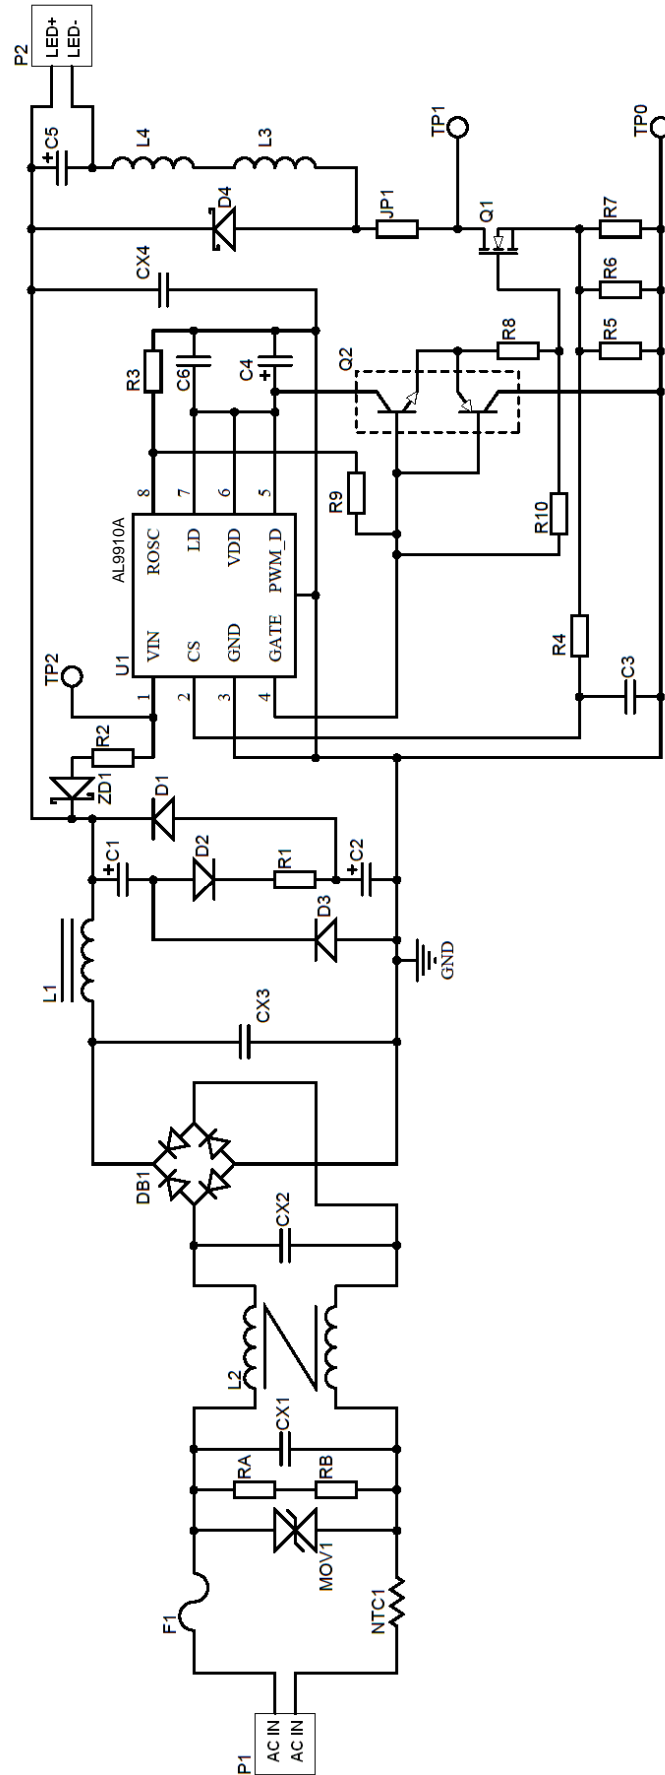 P1
AC IN
AC IN
F1
NTC1
MOV1
RA
RB
CX1
L2
CX2
DB1
CX3
L1
GND
C1
D2
R1
D3
C2
D1
ZD1
R2
TP2
U1
AL9910A
1
VIN
2
CS
3
GND
4
GATE
8
ROSC
7
LD
6
VDD
5
PWM_D
R3
C6
C4
CX4
R9
R10
R4
C3
Q2
R8
R5
R6
R7
Q1
JP1
D4
L3
L4
C5
TP1
TP0
P2
LED+
LED-